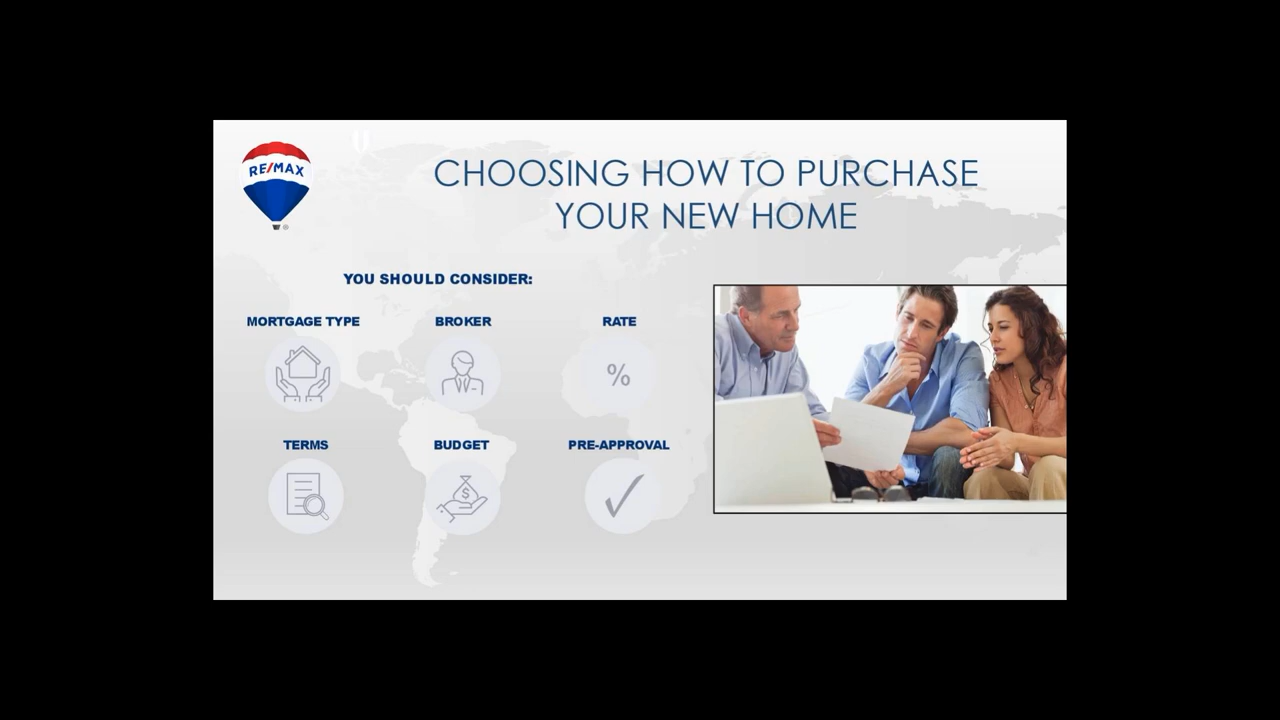 RE/MAX
CHOOSING HOW TO PURCHASE
YOUR NEW HOME
YOU SHOULD CONSIDER:
MORTGAGE TYPE
BROKER
RATE
%
TERMS
BUDGET
PRE-APPROVAL
$